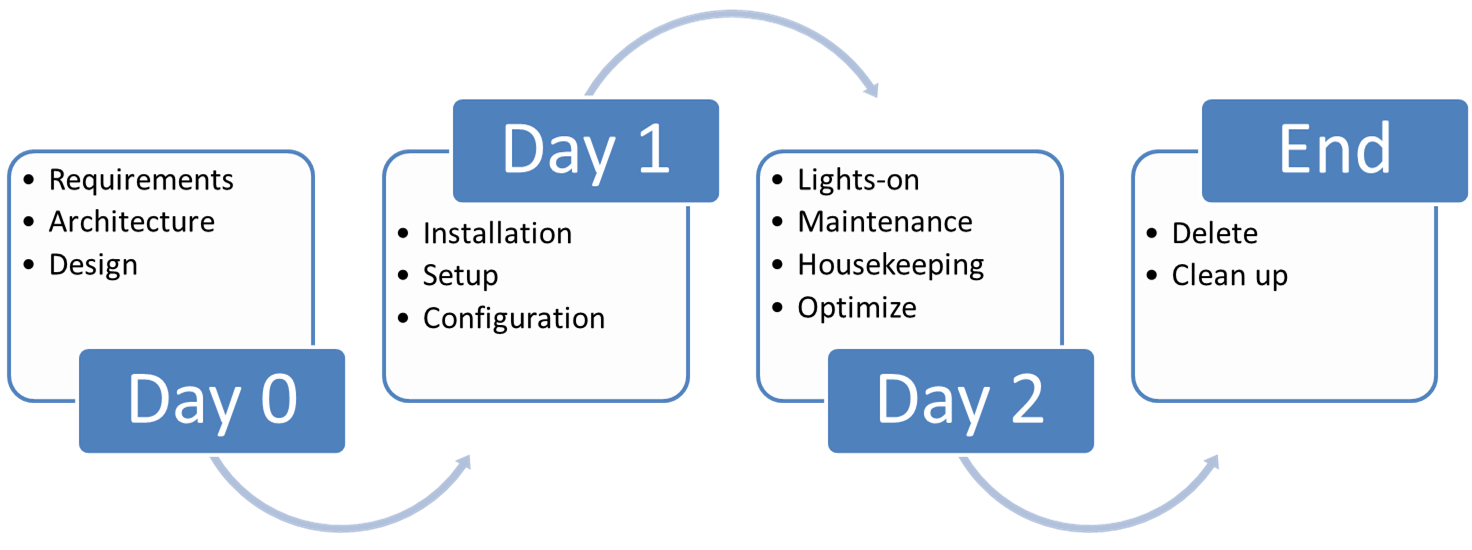 • Requirements
• Architecture
• Design
Day 0
Day 1
• Installation
• Setup
• Configuration
• Lights-on
• Maintenance
• Housekeeping
• Optimize
Day 2
End
• Delete
• Clean up